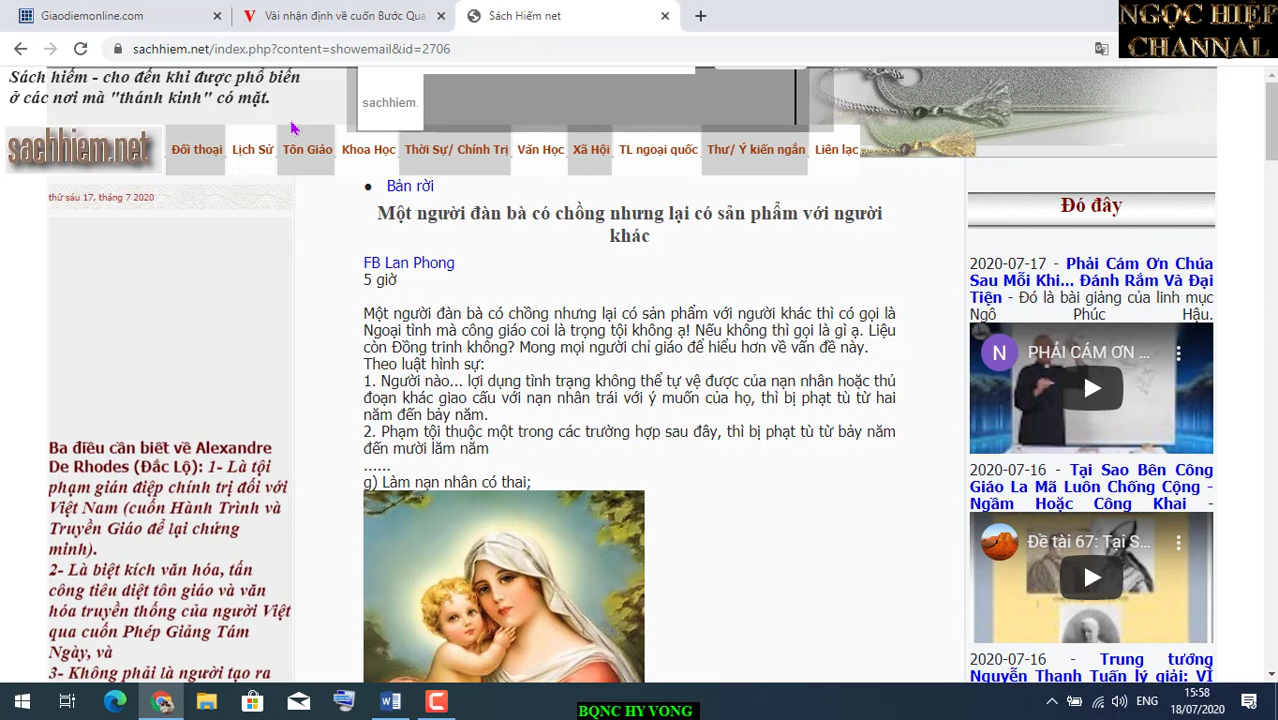 Giaodiemonline.com
Vài nhận định về cuốn Bước Qua
Sách Hiếm net
NGỌC HIỆP
CHANNAL
sachhiem.net/index.php?content=showemail&id=2706
Sách hiếm - cho đến khi được phổ biến
ở các nơi mà "thánh kinh" có mặt.
sachhiem.
sachhiem.net
Đối thoại
Lịch Sử
Tôn Giáo
Khoa Học
Thời Sự/ Chính Trị
Văn Học
Xã Hội
TL ngoại quốc
Thư/ Ý kiến ngắn
Liên lạc
thứ sáu 17, tháng 7 2020
Ba điều cần biết về Alexandre
De Rhodes (Đắc Lộ): 1- Là tội
phạm gián điệp chính trị đối với
Việt Nam (cuốn Hành Trình và
Truyền Giáo để lại chứng
minh).
2- Là biệt kích văn hóa, tấn
công tiêu diệt tôn giáo và văn
hóa truyền thống của người Việt
qua cuốn Phép Giảng Tám
Ngày, và
3- Không phải là người tạo ra
Bản rời
Một người đàn bà có chồng nhưng lại có sản phẩm với người
khác
FB Lan Phong
5 giờ
Một người đàn bà có chồng nhưng lại có sản phẩm với người khác thì có gọi là
Ngoại tình mà công giáo coi là trọng tội không ạ! Nếu không thì gọi là gì ạ. Liệu
còn Đồng trinh không? Mong mọi người chỉ giáo để hiểu hơn về vấn đề này.
Theo luật hình sự:
1. Người nào... lợi dụng tình trạng không thể tự vệ được của nạn nhân hoặc thủ
đoạn khác giao cấu với nạn nhân trái với ý muốn của họ, thì bị phạt tù từ hai
năm đến bảy năm.
2. Phạm tội thuộc một trong các trường hợp sau đây, thì bị phạt tù từ bảy năm
đến mười lăm năm
......
g) Làm nạn nhân có thai;
Đó đây
2020-07-17 - Phải Cám Ơn Chúa
Sau Mỗi Khi... Đánh Rắm Và Đại
Tiện - Đó là bài giảng của linh mục
Ngô Phúc Hậu.
N PHẢI CÁM ƠN ...
2020-07-16 - Tại Sao Bên Công
Giáo La Mã Luôn Chống Cộng -
Ngầm Hoặc Công Khai -
Đề tài 67: Tại S...
2020-07-16 - Trung tướng
Nguyễn Thanh Tuấn lý giải: VÌ
ENG
15:58
18/07/2020
BQNC HY VONG